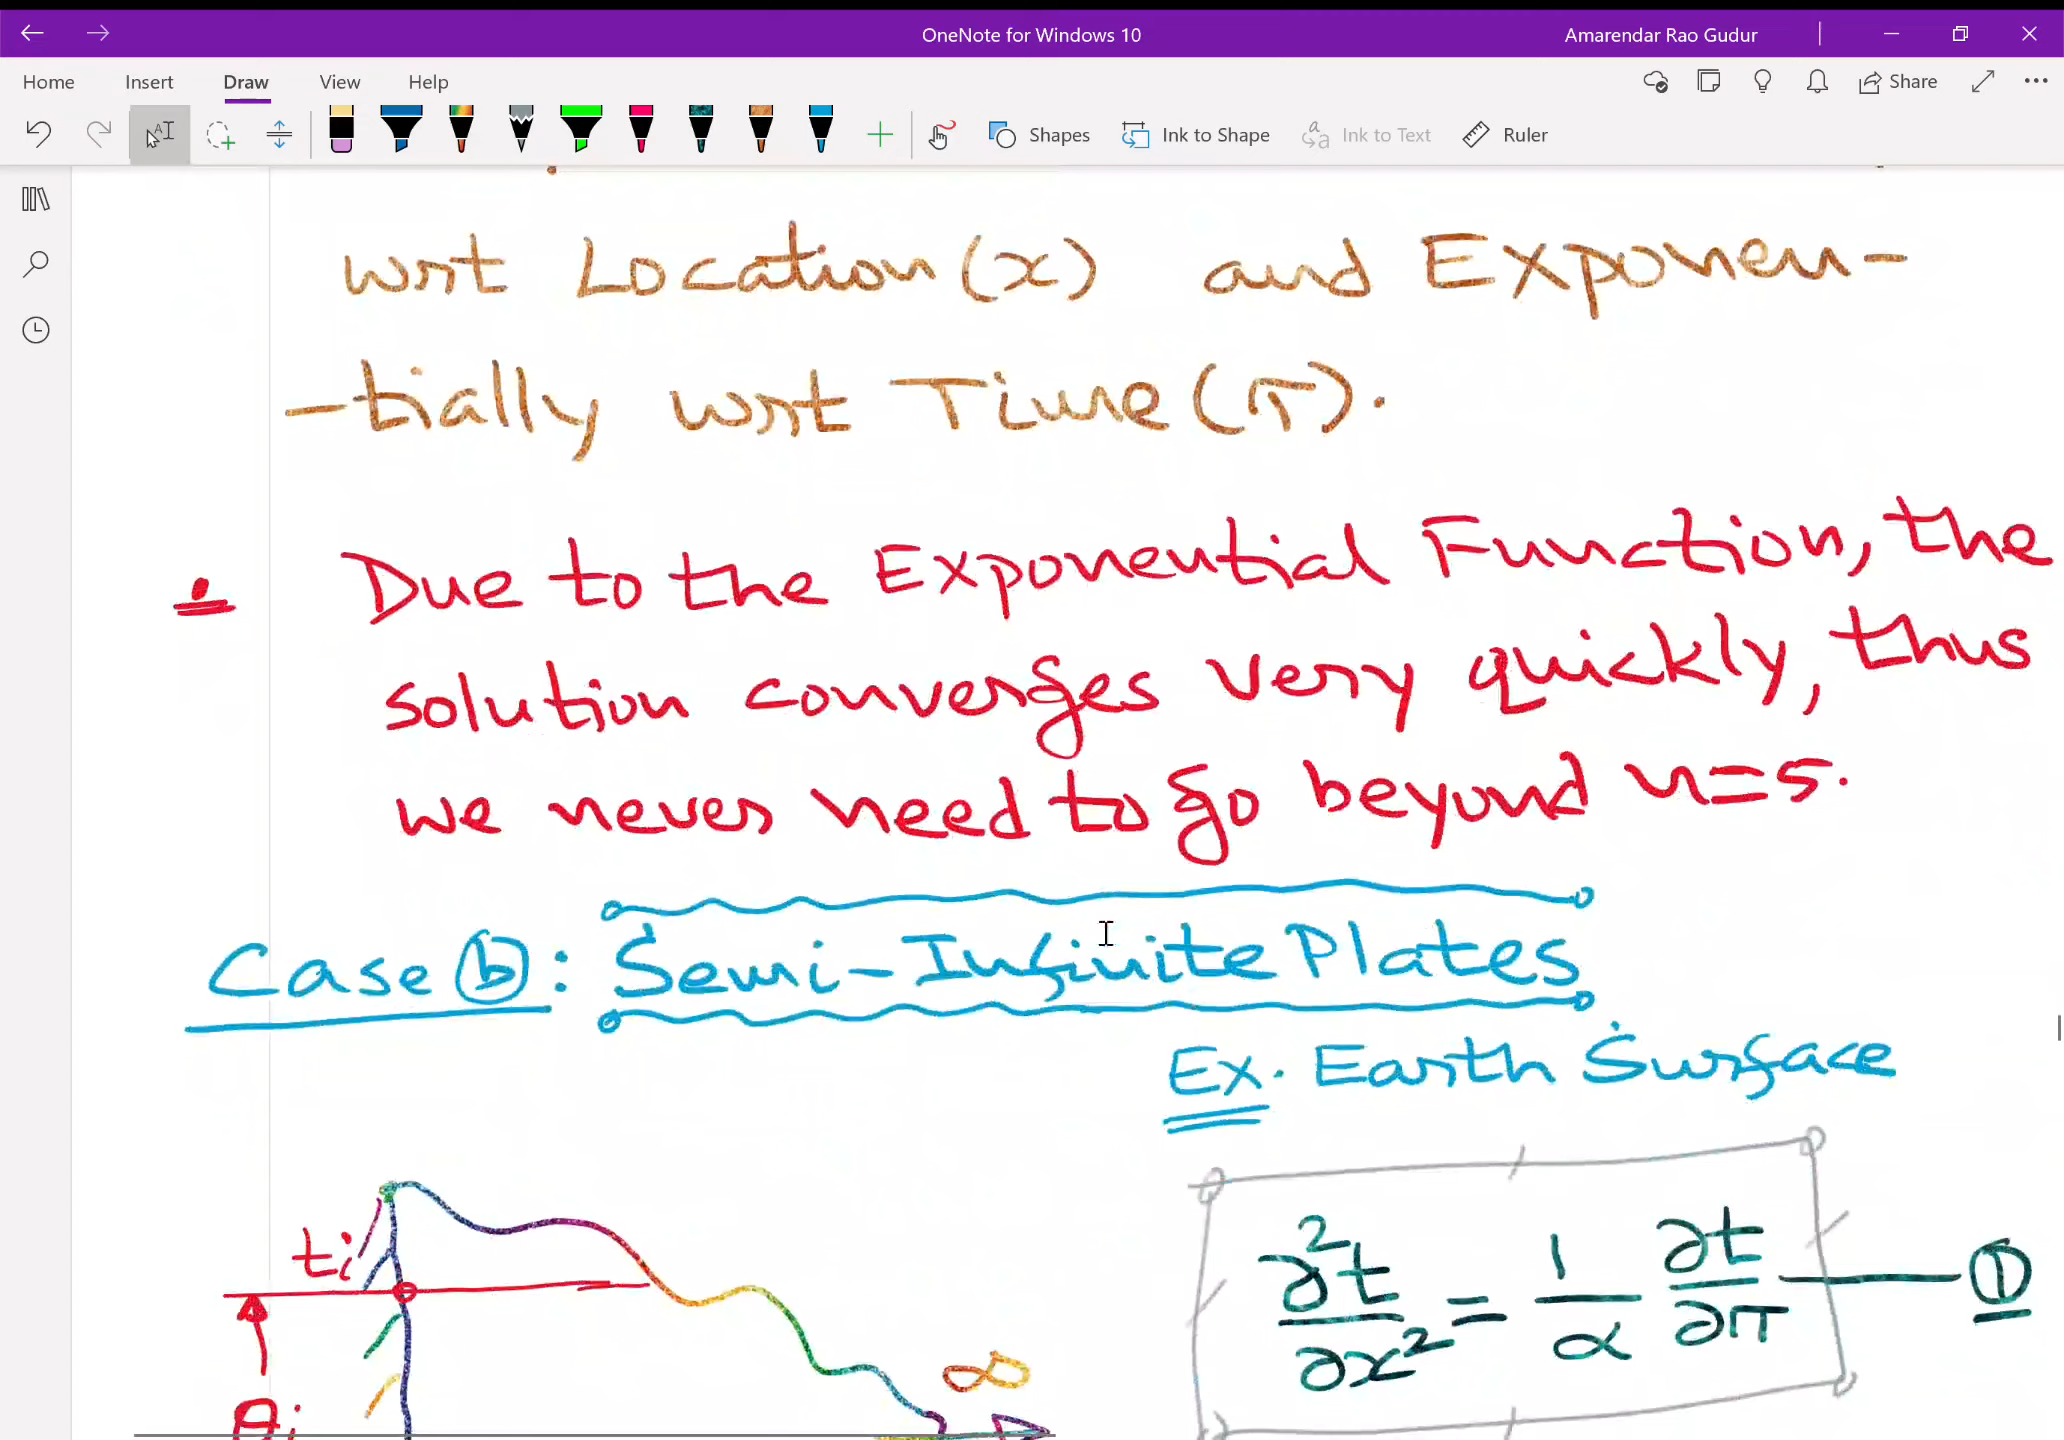 OneNote for Windows 10
Amarendar Rao Gudur
Home Insert Draw View Help
Share
Shapes Ink to Shape Ink to Text Ruler
wrt Location (x) and Exponen-
-tially wrt Time (π).
Due to the Exponential Function, the
solution converges very quickly, thus
we never need to go beyond n=5.
Case (b): Semi-Infinite Plates
Ex. Earth Surface
ti
∂²t/∂x² = 1/α ∂t/∂π — ①
∞
θi